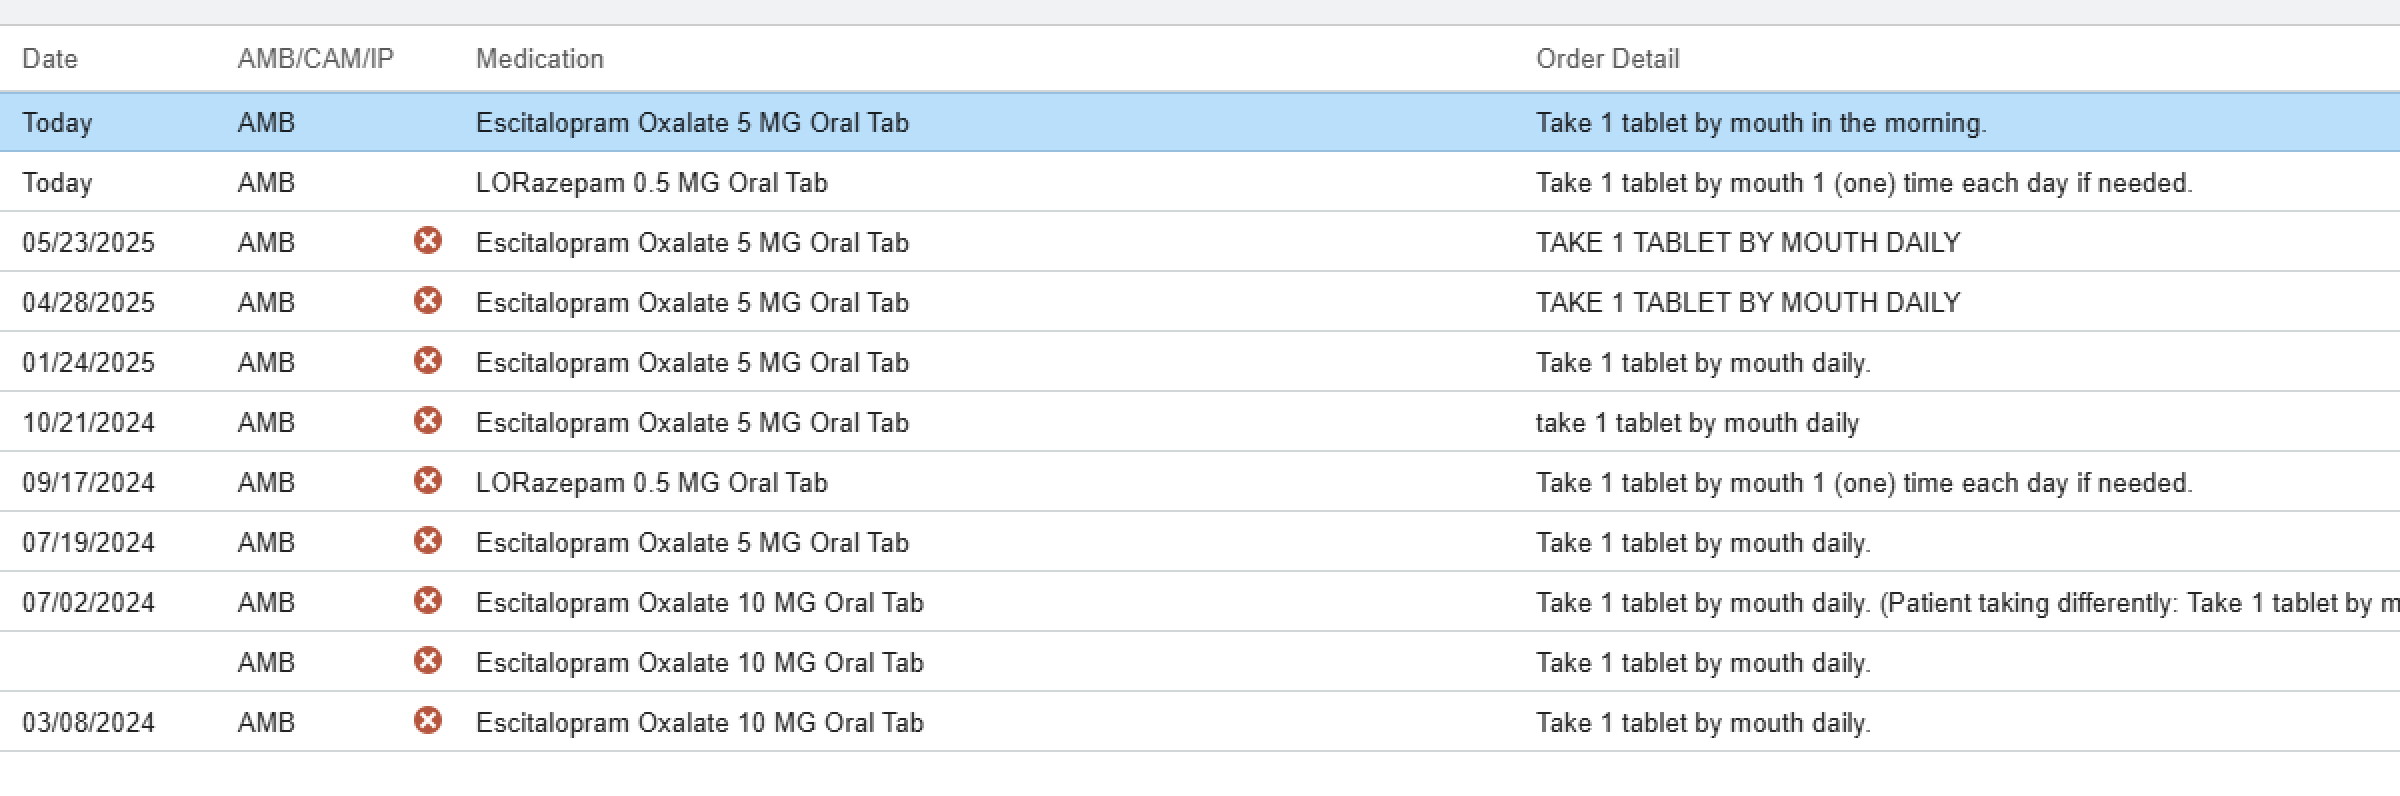 Date AMB/CAM/IP Medication Order Detail
Today AMB Escitalopram Oxalate 5 MG Oral Tab Take 1 tablet by mouth in the morning.
Today AMB LORazepam 0.5 MG Oral Tab Take 1 tablet by mouth 1 (one) time each day if needed.
05/23/2025 AMB Escitalopram Oxalate 5 MG Oral Tab TAKE 1 TABLET BY MOUTH DAILY
04/28/2025 AMB Escitalopram Oxalate 5 MG Oral Tab TAKE 1 TABLET BY MOUTH DAILY
01/24/2025 AMB Escitalopram Oxalate 5 MG Oral Tab Take 1 tablet by mouth daily.
10/21/2024 AMB Escitalopram Oxalate 5 MG Oral Tab take 1 tablet by mouth daily
09/17/2024 AMB LORazepam 0.5 MG Oral Tab Take 1 tablet by mouth 1 (one) time each day if needed.
07/19/2024 AMB Escitalopram Oxalate 5 MG Oral Tab Take 1 tablet by mouth daily.
07/02/2024 AMB Escitalopram Oxalate 10 MG Oral Tab Take 1 tablet by mouth daily. (Patient taking differently: Take 1 tablet by
AMB Escitalopram Oxalate 10 MG Oral Tab Take 1 tablet by mouth daily.
03/08/2024 AMB Escitalopram Oxalate 10 MG Oral Tab Take 1 tablet by mouth daily.